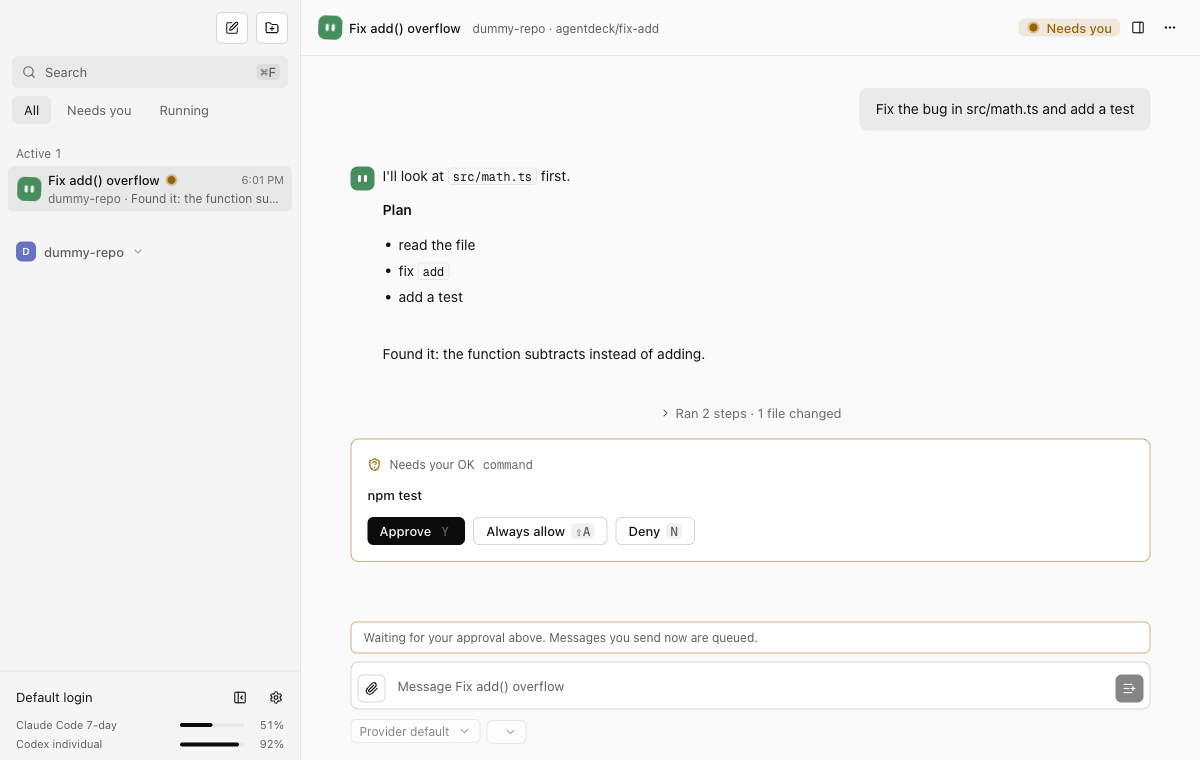 Search ⌘F
All Needs you Running
Active 1
Fix add() overflow 6:01 PM
dummy-repo · Found it: the function su...
D dummy-repo
Default login
Claude Code 7-day 51%
Codex individual 92%
Fix add() overflow dummy-repo · agentdeck/fix-add Needs you
Fix the bug in src/math.ts and add a test
I'll look at src/math.ts first.
Plan
• read the file
• fix add
• add a test
Found it: the function subtracts instead of adding.
Ran 2 steps · 1 file changed
Needs your OK command
npm test
Approve Y Always allow ⇧A Deny N
Waiting for your approval above. Messages you send now are queued.
Message Fix add() overflow
Provider default